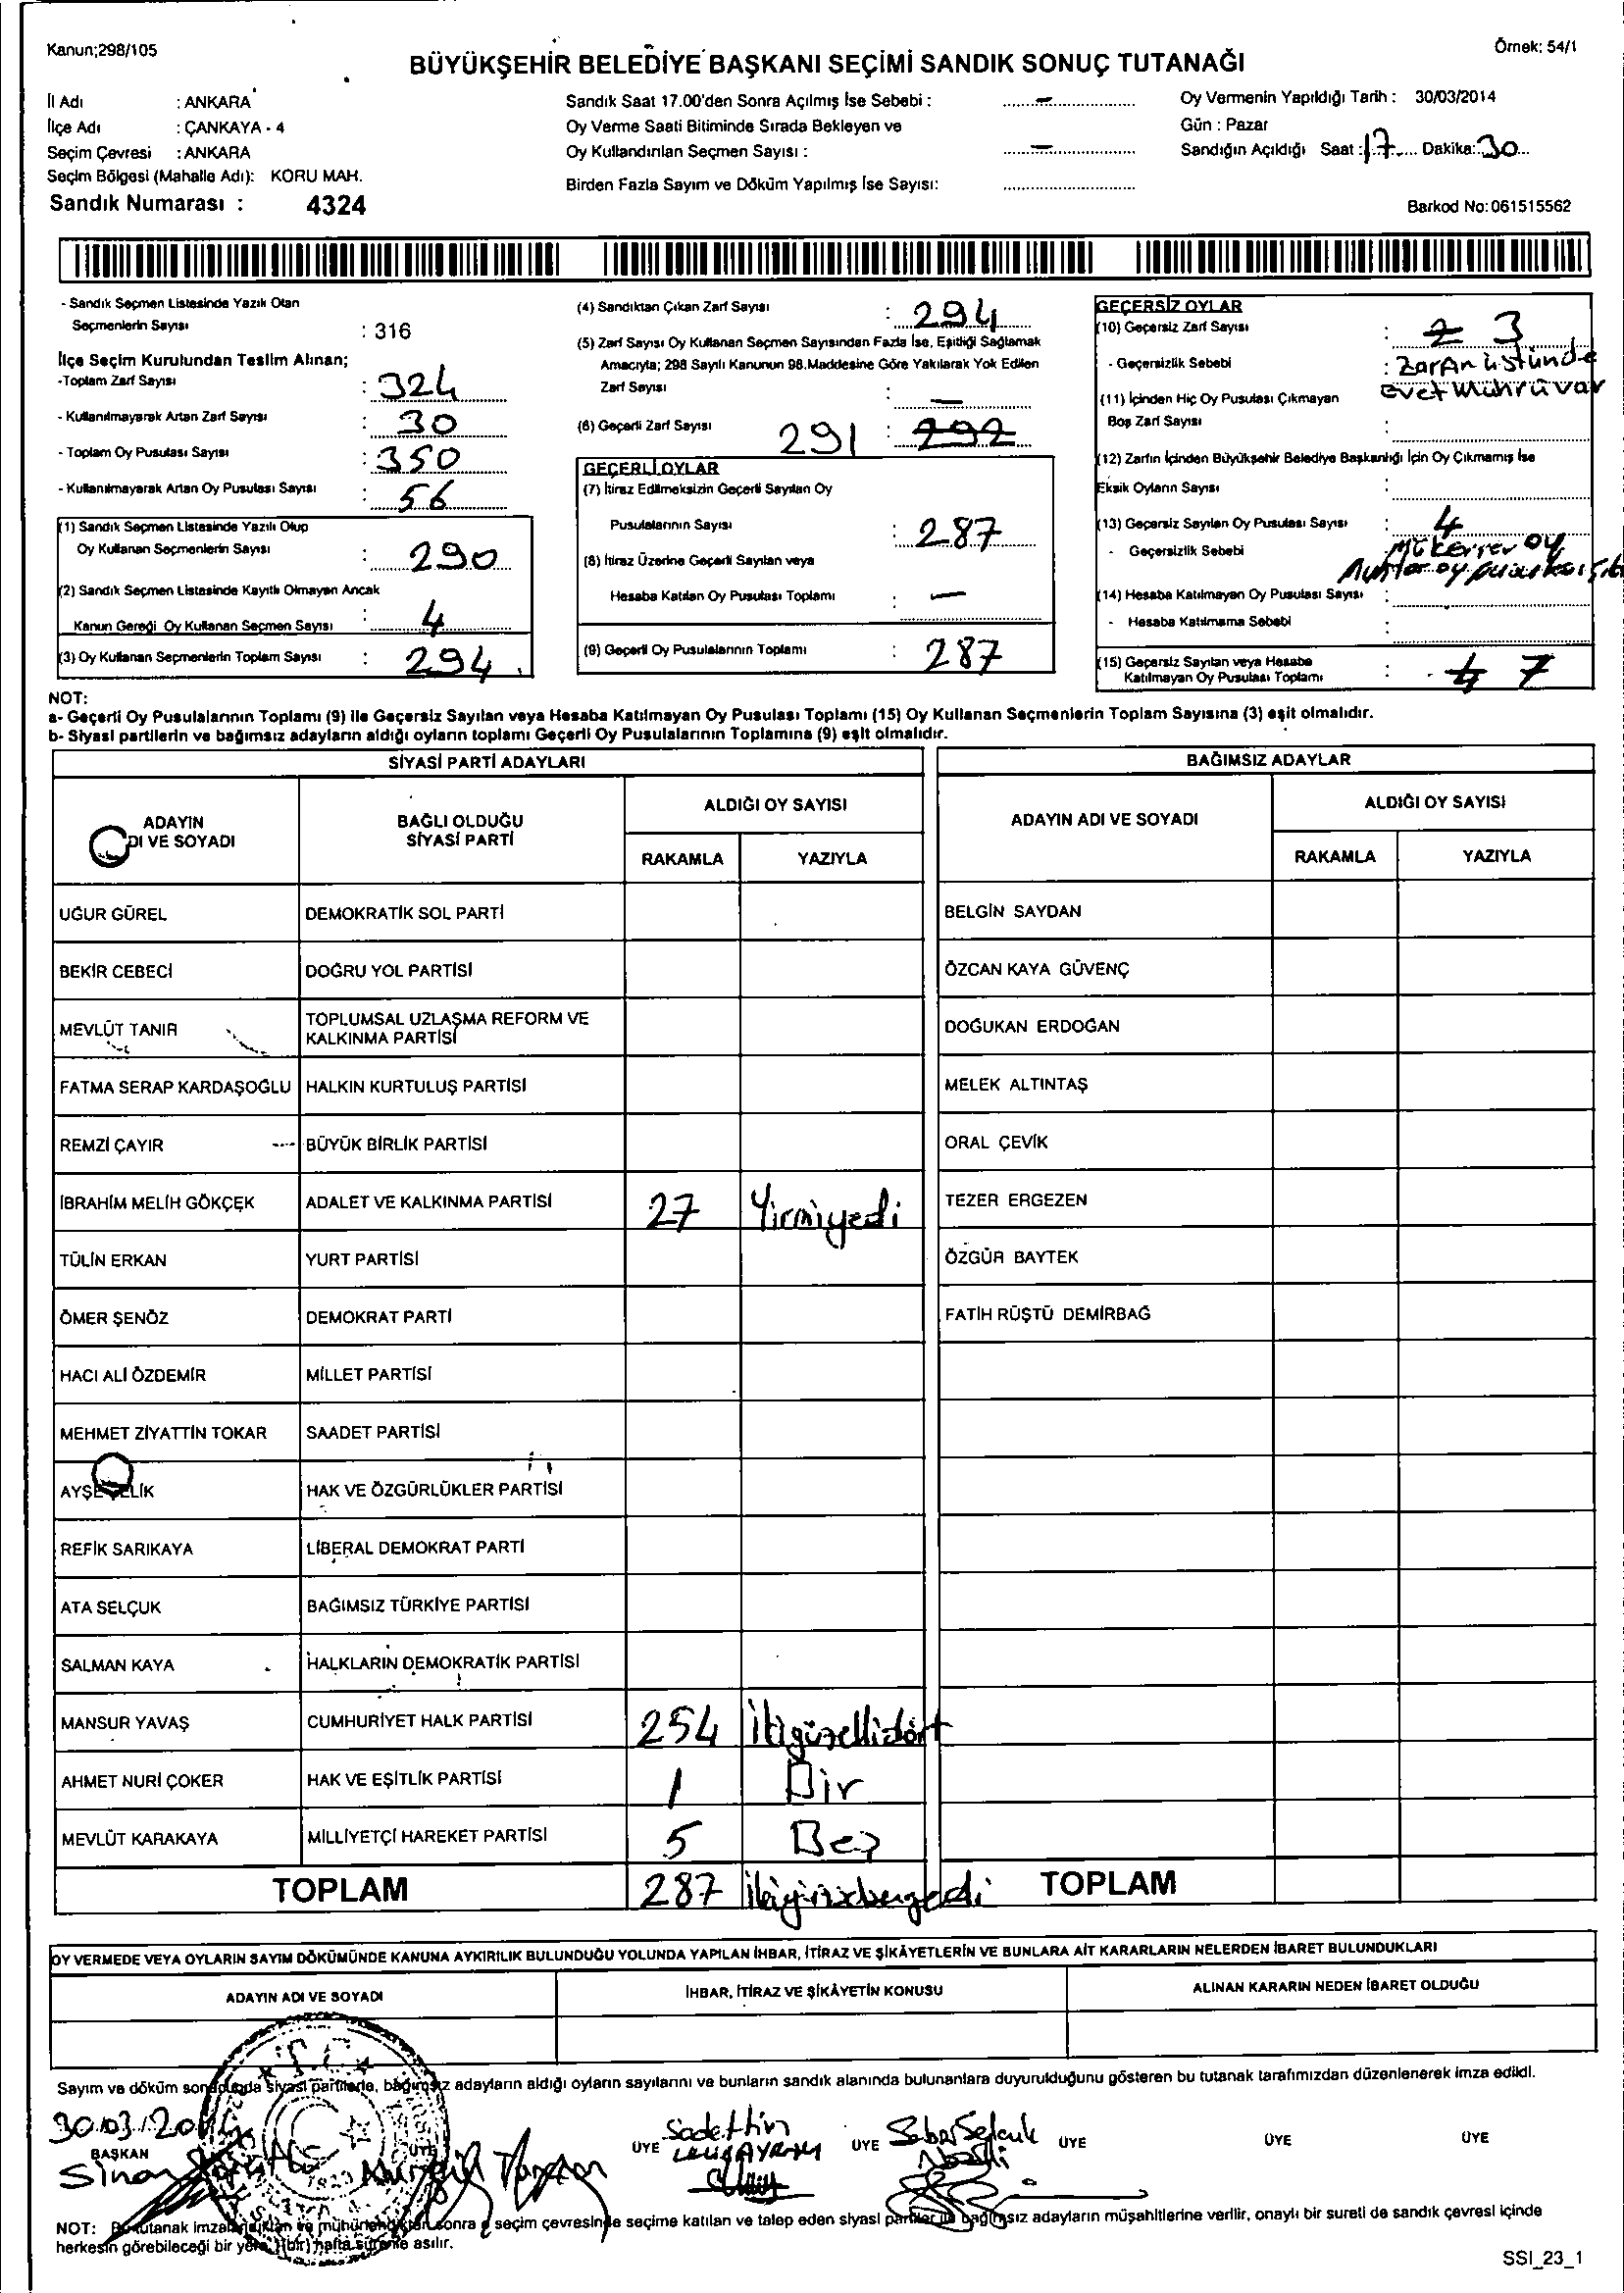 Kanun;298/105
Örnek: 54/1
BÜYÜKŞEHİR BELEDİYE BAŞKANI SEÇİMİ SANDIK SONUÇ TUTANAĞI
İl Adı : ANKARA
İlçe Adı : ÇANKAYA - 4
Seçim Çevresi : ANKARA
Seçim Bölgesi (Mahalle Adı): KORU MAH.
Sandık Numarası : 4324
Sandık Saat 17.00'den Sonra Açılmış İse Sebebi : –
Oy Verme Saati Bitiminde Sırada Bekleyen ve
Oy Kullandırılan Seçmen Sayısı : –
Birden Fazla Sayım ve Döküm Yapılmış İse Sayısı:
Oy Vermenin Yapıldığı Tarih : 30/03/2014
Gün : Pazar
Sandığın Açıldığı Saat : 17 Dakika: 30
Barkod No: 061515562
- Sandık Seçmen Listesinde Yazılı Olan
Seçmenlerin Sayısı : 316
İlçe Seçim Kurulundan Teslim Alınan;
-Toplam Zarf Sayısı : 324
- Kullanılmayarak Artan Zarf Sayısı : 30
- Toplam Oy Pusulası Sayısı : 350
- Kullanılmayarak Artan Oy Pusulası Sayısı : 56
(1) Sandık Seçmen Listesinde Yazılı Olup
Oy Kullanan Seçmenlerin Sayısı : 290
(2) Sandık Seçmen Listesinde Kayıtlı Olmayan Ancak
Kanun Gereği Oy Kullanan Seçmen Sayısı : 4
(3) Oy Kullanan Seçmenlerin Toplam Sayısı : 294
(4) Sandıktan Çıkan Zarf Sayısı : 294
(5) Zarf Sayısı Oy Kullanan Seçmen Sayısından Fazla İse, Eşitliği Sağlamak
Amacıyla; 298 Sayılı Kanunun 98.Maddesine Göre Yakılarak Yok Edilen
Zarf Sayısı : –
(6) Geçerli Zarf Sayısı 291 : 292
GEÇERLİ OYLAR
(7) İtiraz Edilmeksizin Geçerli Sayılan Oy
Pusulalarının Sayısı : 287
(8) İtiraz Üzerine Geçerli Sayılan veya
Hesaba Katılan Oy Pusulası Toplamı : –
(9) Geçerli Oy Pusulalarının Toplamı : 287
GEÇERSİZ OYLAR
(10) Geçersiz Zarf Sayısı : 2 3
- Geçersizlik Sebebi : Zarfın üstünde
Evet Mührü var
(11) İçinden Hiç Oy Pusulası Çıkmayan
Boş Zarf Sayısı :
(12) Zarfın İçinden Büyükşehir Belediye Başkanlığı İçin Oy Çıkmamış İse
Eksik Oyların Sayısı :
(13) Geçersiz Sayılan Oy Pusulası Sayısı : 4
- Geçersizlik Sebebi : Mükerrer oy
(14) Hesaba Katılmayan Oy Pusulası Sayısı :
- Hesaba Katılmama Sebebi :
(15) Geçersiz Sayılan veya Hesaba
Katılmayan Oy Pusulası Toplamı : 4 7
NOT:
a- Geçerli Oy Pusulalarının Toplamı (9) ile Geçersiz Sayılan veya Hesaba Katılmayan Oy Pusulası Toplamı (15) Oy Kullanan Seçmenlerin Toplam Sayısına (3) eşit olmalıdır.
b- Siyasi partilerin ve bağımsız adayların aldığı oyların toplamı Geçerli Oy Pusulalarının Toplamına (9) eşit olmalıdır.
SİYASİ PARTİ ADAYLARI
BAĞIMSIZ ADAYLAR
ADAYIN
DI VE SOYADI
BAĞLI OLDUĞU
SİYASİ PARTİ
ALDIĞI OY SAYISI
RAKAMLA YAZIYLA
ADAYIN ADI VE SOYADI
ALDIĞI OY SAYISI
RAKAMLA YAZIYLA
UĞUR GÜREL DEMOKRATİK SOL PARTİ BELGİN SAYDAN
BEKİR CEBECİ DOĞRU YOL PARTİSİ ÖZCAN KAYA GÜVENÇ
MEVLÜT TANIR TOPLUMSAL UZLAŞMA REFORM VE
KALKINMA PARTİSİ DOĞUKAN ERDOĞAN
FATMA SERAP KARDAŞOĞLU HALKIN KURTULUŞ PARTİSİ MELEK ALTINTAŞ
REMZİ ÇAYIR BÜYÜK BİRLİK PARTİSİ ORAL ÇEVİK
İBRAHİM MELİH GÖKÇEK ADALET VE KALKINMA PARTİSİ 27 Yirmiyedi TEZER ERGEZEN
TÜLİN ERKAN YURT PARTİSİ ÖZGÜR BAYTEK
ÖMER ŞENÖZ DEMOKRAT PARTİ FATİH RÜŞTÜ DEMİRBAĞ
HACI ALİ ÖZDEMİR MİLLET PARTİSİ
MEHMET ZİYATTİN TOKAR SAADET PARTİSİ
AYŞE ÇELİK HAK VE ÖZGÜRLÜKLER PARTİSİ
REFİK SARIKAYA LİBERAL DEMOKRAT PARTİ
ATA SELÇUK BAĞIMSIZ TÜRKİYE PARTİSİ
SALMAN KAYA HALKLARIN DEMOKRATİK PARTİSİ
MANSUR YAVAŞ CUMHURİYET HALK PARTİSİ 254 İkiyüzellidört
AHMET NURİ ÇOKER HAK VE EŞİTLİK PARTİSİ 1 Bir
MEVLÜT KARAKAYA MİLLİYETÇİ HAREKET PARTİSİ 5 Beş
TOPLAM 287 TOPLAM
OY VERMEDE VEYA OYLARIN SAYIM DÖKÜMÜNDE KANUNA AYKIRILIK BULUNDUĞU YOLUNDA YAPILAN İHBAR, İTİRAZ VE ŞİKÂYETLERİN VE BUNLARA AİT KARARLARIN NELERDEN İBARET BULUNDUKLARI
ADAYIN ADI VE SOYADI İHBAR, İTİRAZ VE ŞİKÂYETİN KONUSU ALINAN KARARIN NEDEN İBARET OLDUĞU
Sayım ve döküm sonucunda siyasi partilerle, bağımsız adayların aldığı oyların sayılarını ve bunların sandık alanında bulunanlara duyurulduğunu gösteren bu tutanak tarafımızdan düzenlenerek imza edildi.
30.03.2014
BAŞKAN ÜYE ÜYE ÜYE ÜYE ÜYE ÜYE
Sinan
Sadettin
NOT: Bu tutanak imzalandıktan ve mühürlendikten sonra seçim çevresinde seçime katılan ve talep eden siyasi partiler ile bağımsız adayların müşahitlerine verilir, onaylı bir sureti de sandık çevresi içinde
herkesin görebileceği bir yere, 1(bir) hafta süreyle asılır.
SSI_23_1